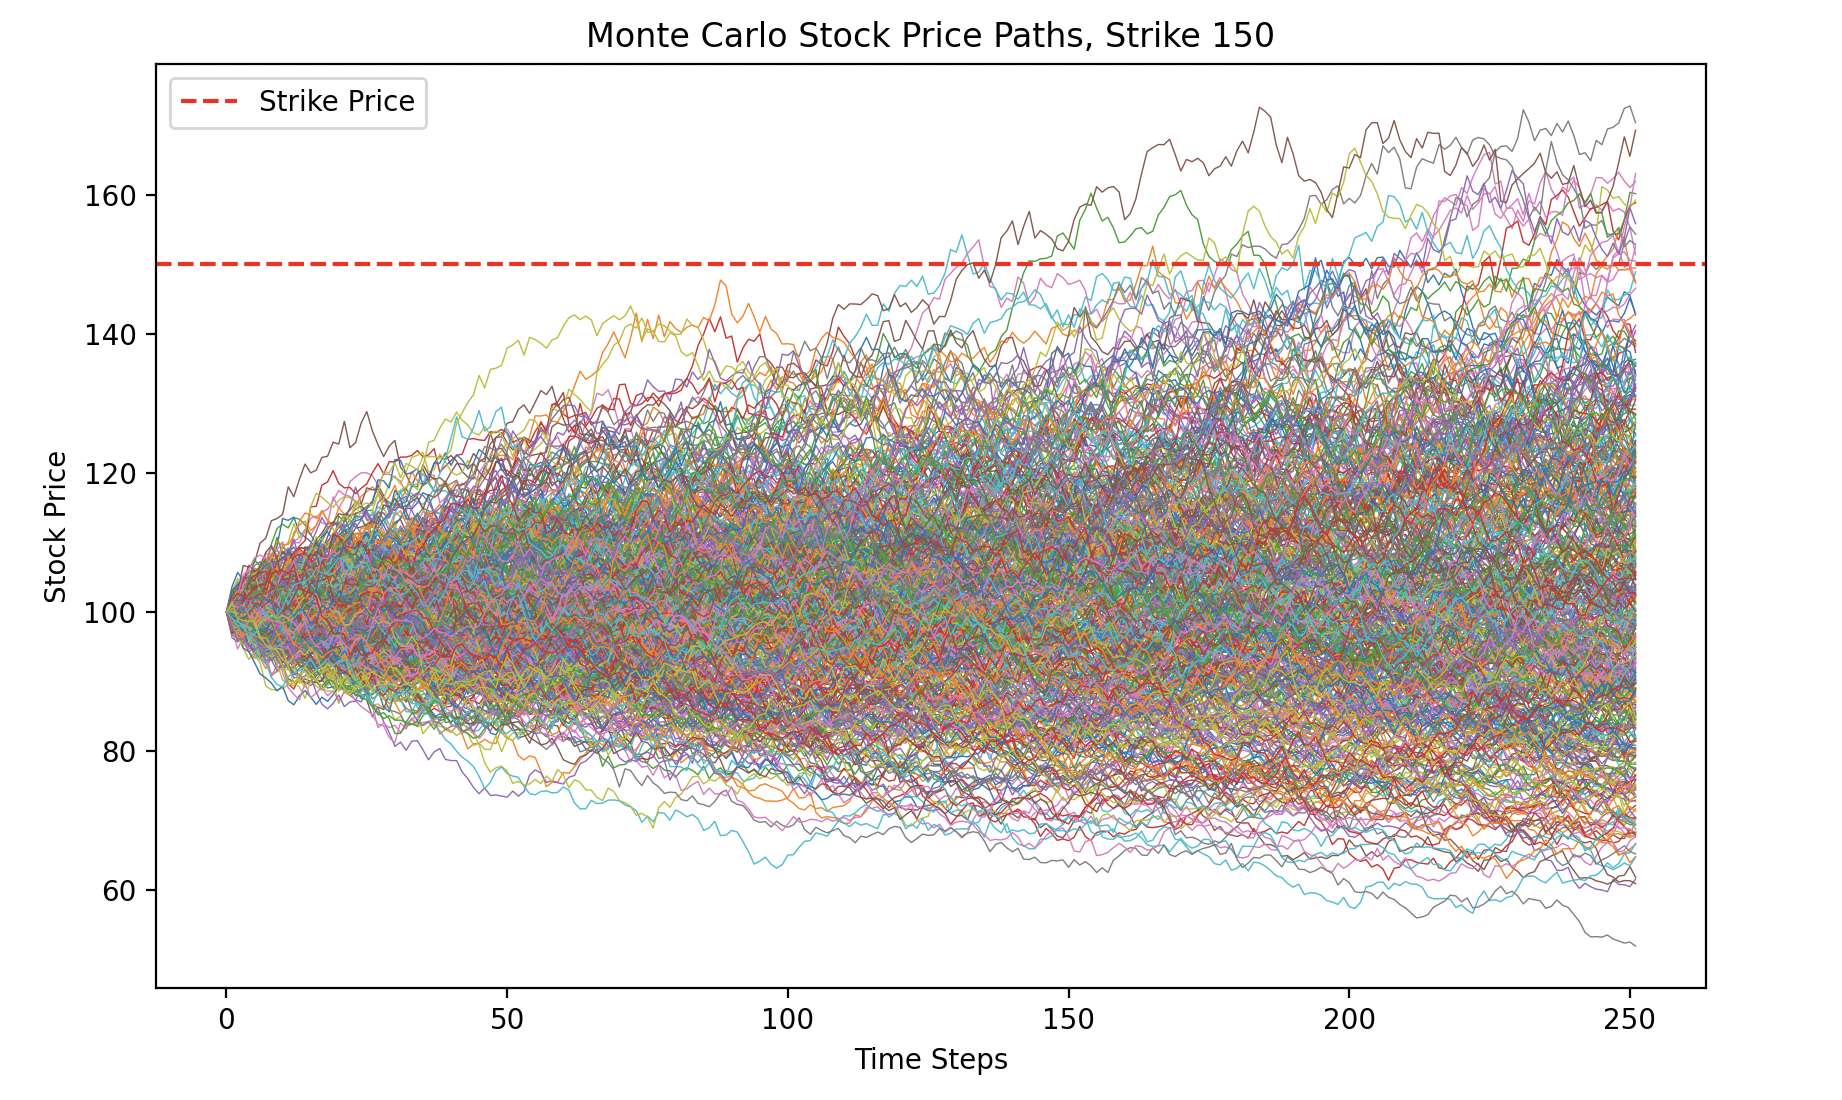 Monte Carlo Stock Price Paths, Strike 150
Strike Price
Stock Price
160
140
120
100
80
60
0 50 100 150 200 250
Time Steps